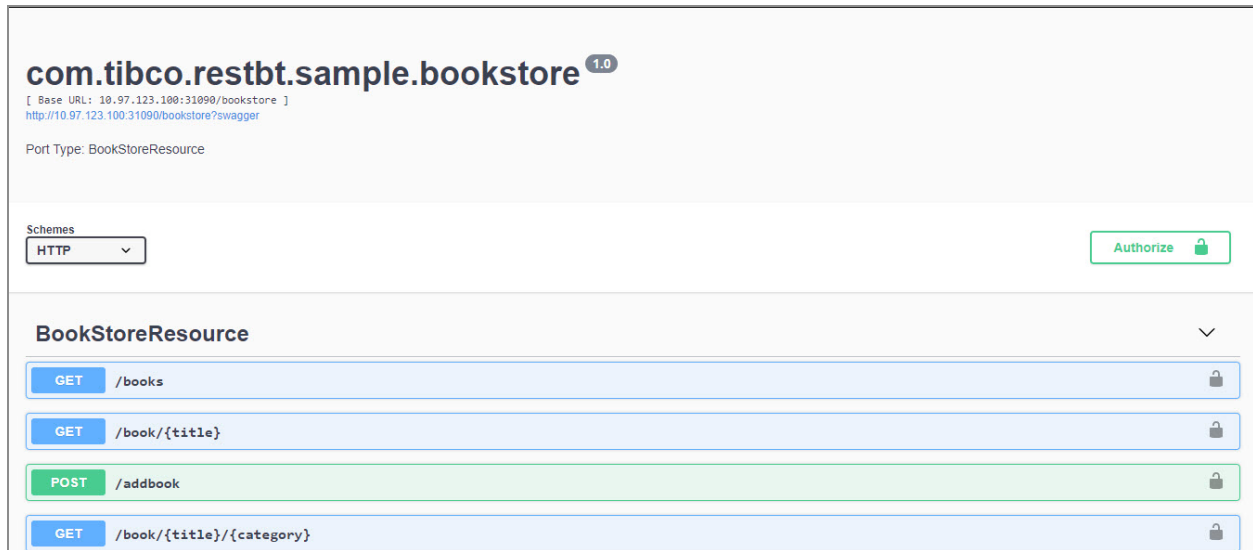 com.tibco.restbt.sample.bookstore 1.0
[ Base URL: 10.97.123.100:31090/bookstore ]
http://10.97.123.100:31090/bookstore?swagger
Port Type: BookStoreResource
Schemes
HTTP
Authorize
BookStoreResource
GET /books
GET /book/{title}
POST /addbook
GET /book/{title}/{category}